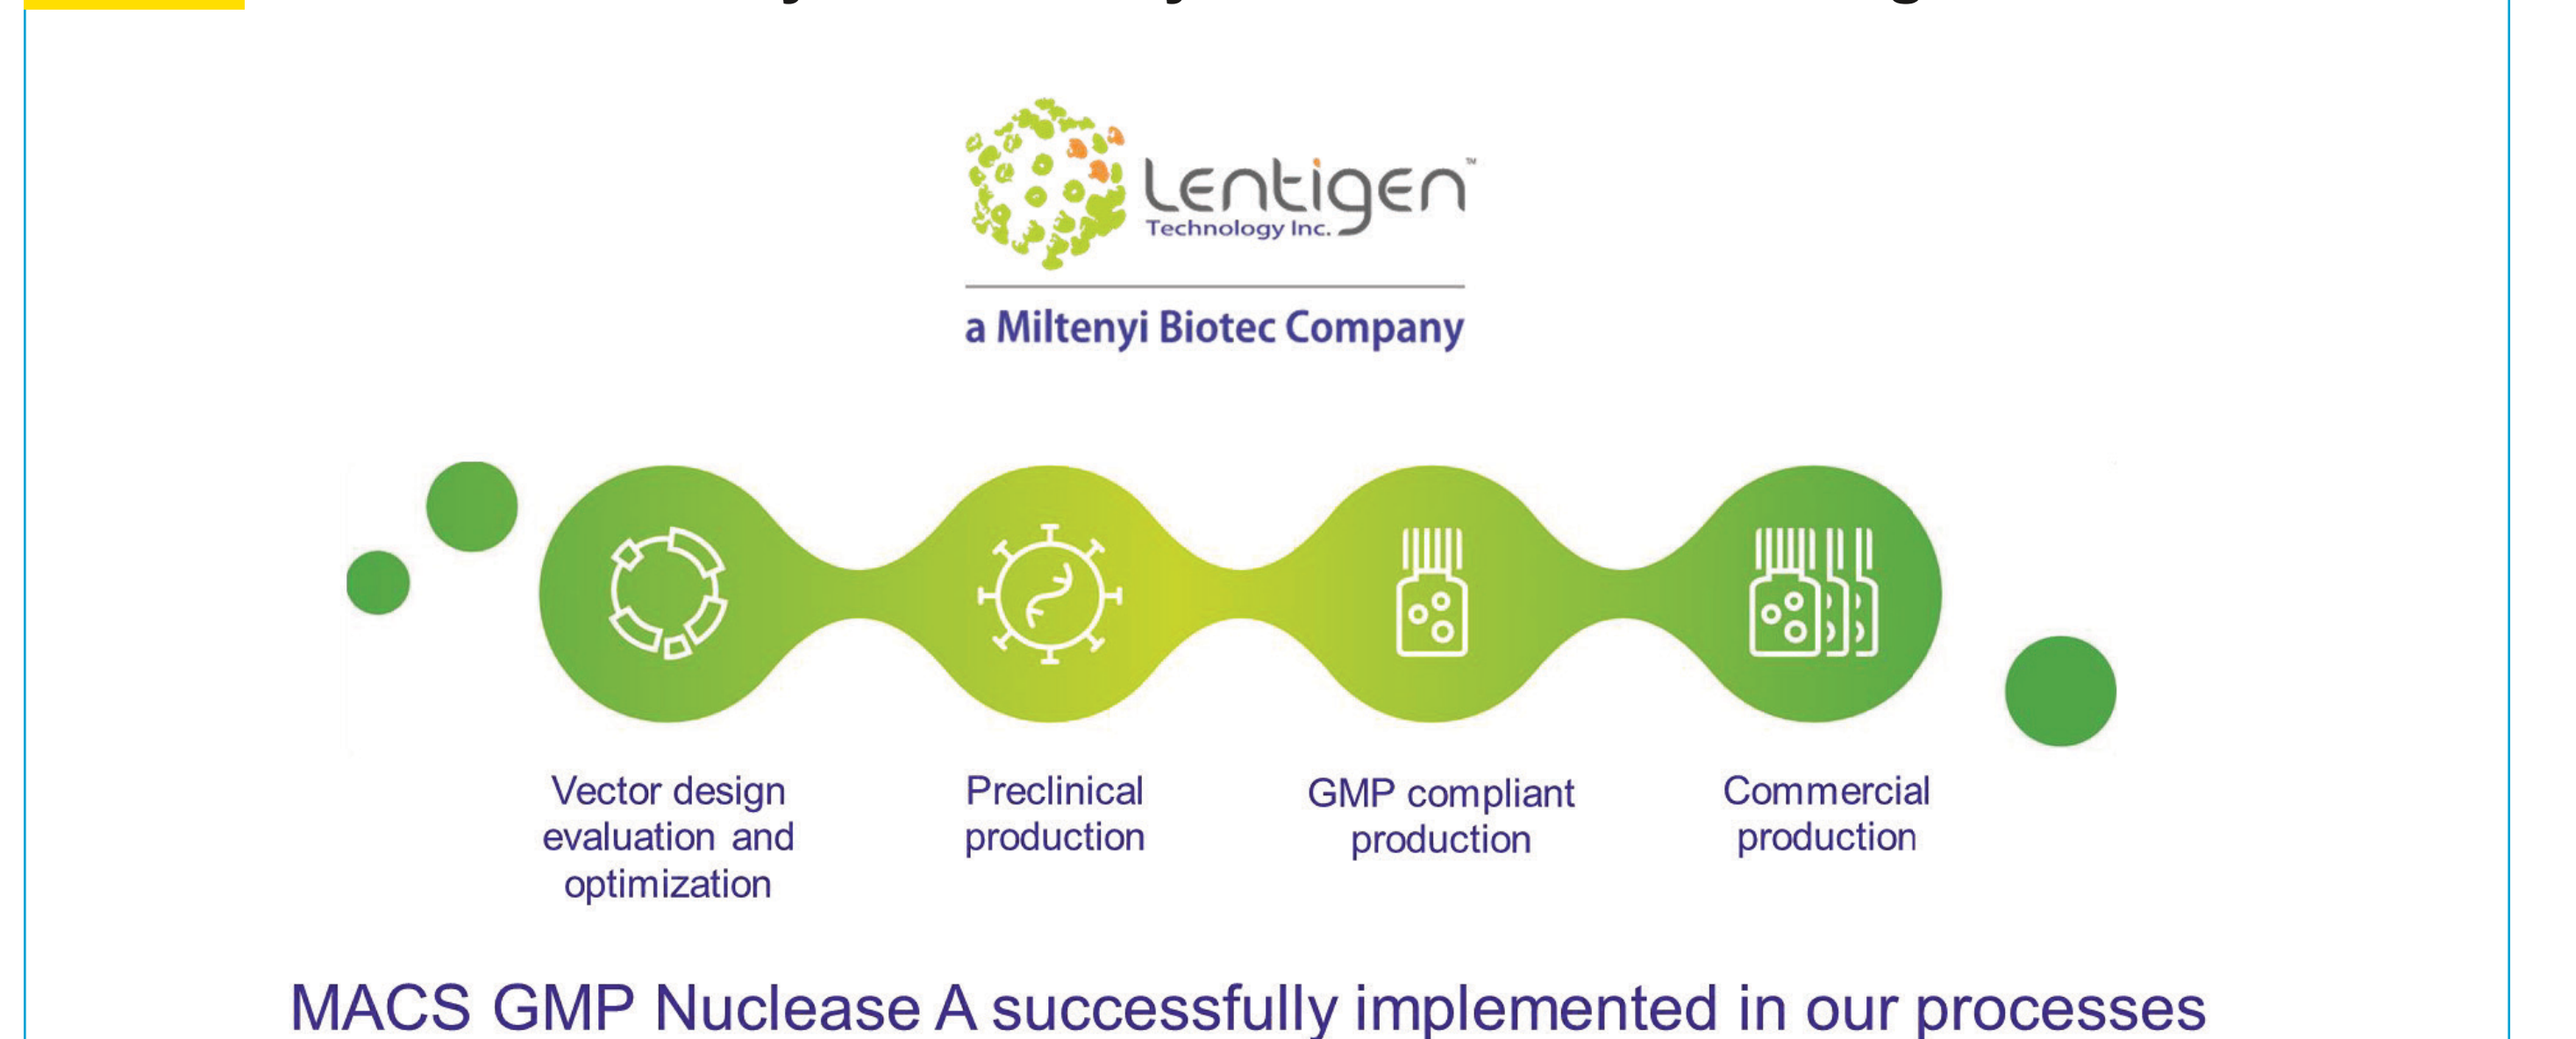 Lentigen™
Technology Inc.
a Miltenyi Biotec Company
Vector design
evaluation and
optimization
Preclinical
production
GMP compliant
production
Commercial
production
MACS GMP Nuclease A successfully implemented in our processes